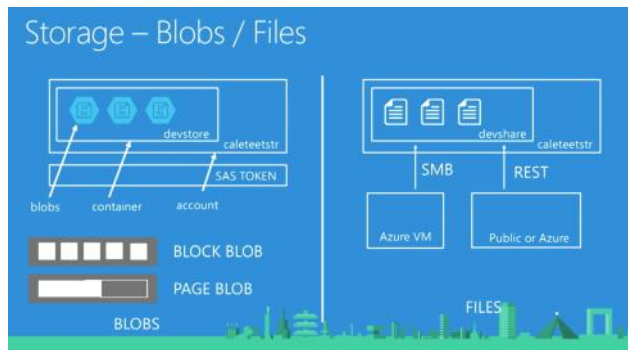 Storage – Blobs / Files
devstore
caleteetstr
SAS TOKEN
blobs
container
account
BLOCK BLOB
PAGE BLOB
BLOBS
devshare
caleteetstr
SMB
REST
Azure VM
Public or Azure
FILES